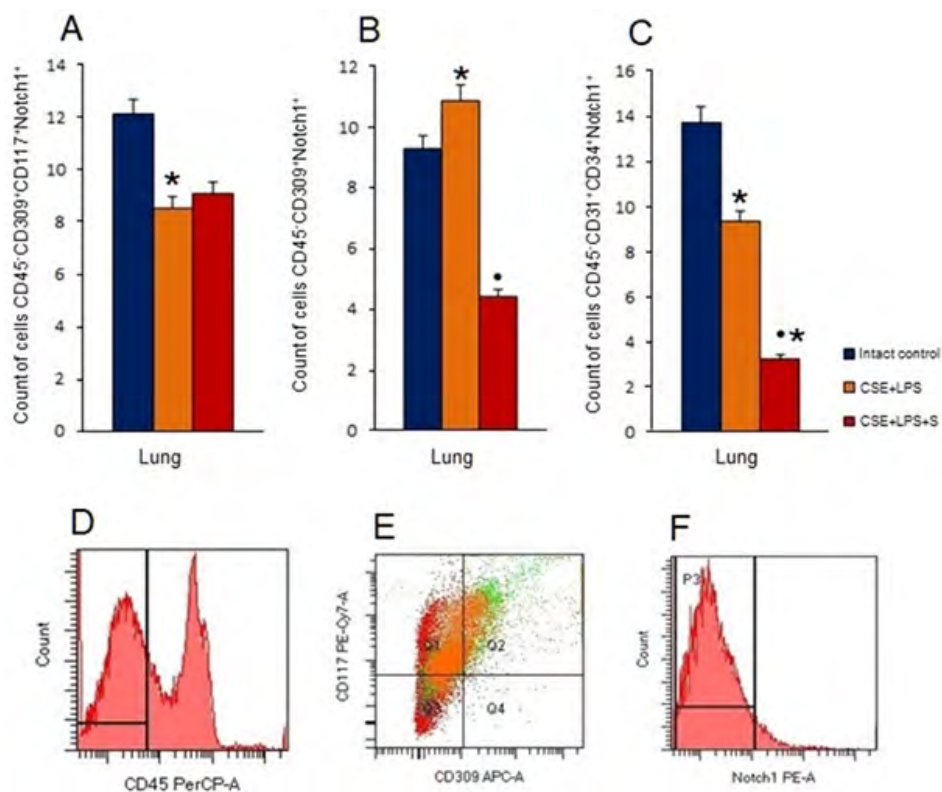 A
Count of cells CD45⁻CD309⁺CD117⁺Notch1⁺
14
12
10
8
6
4
2
0
*
Lung
B
Count of cells CD45⁻CD309⁺Notch1⁺
12
10
8
6
4
2
0
*
•
Lung
C
Count of cells CD45⁻CD31⁺CD34⁺Notch1⁺
16
14
12
10
8
6
4
2
0
*
• *
Lung
Intact control
CSE+LPS
CSE+LPS+S
D
Count
CD45 PerCP-A
E
CD117 PE-Cy7-A
Q1 Q2
Q4
CD309 APC-A
F
Count
P3
Notch1 PE-A